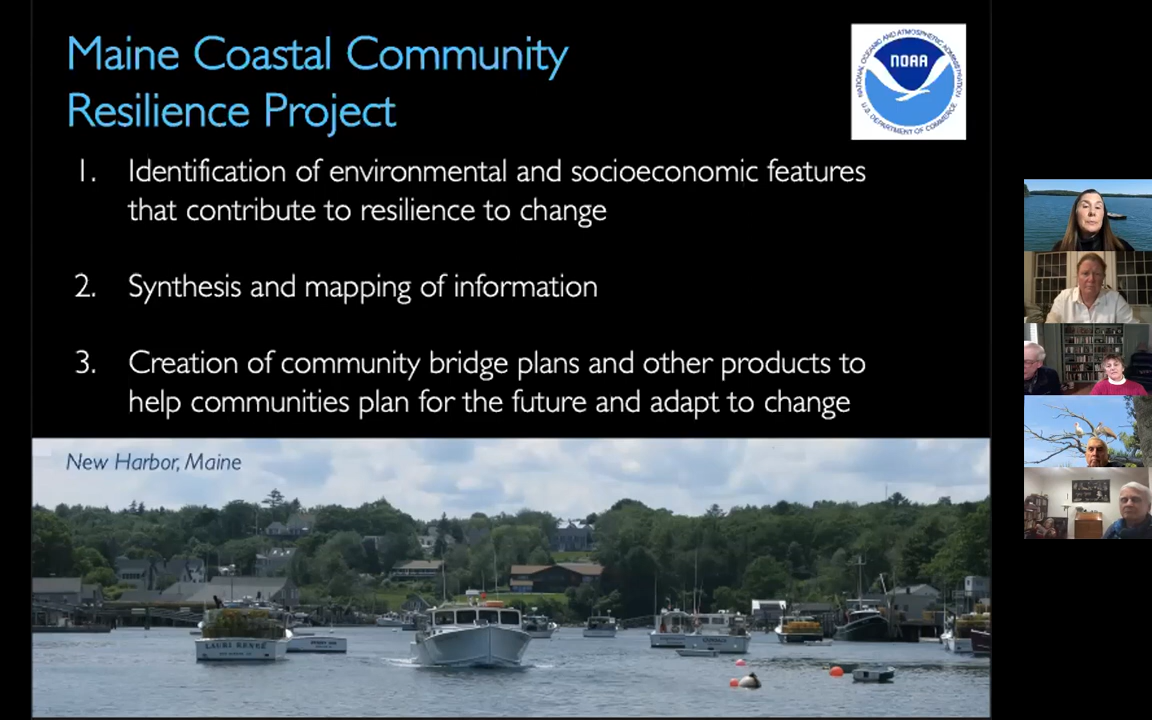 Maine Coastal Community
Resilience Project
NATIONAL OCEANIC AND ATMOSPHERIC ADMINISTRATION
NOAA
U.S. DEPARTMENT OF COMMERCE
1. Identification of environmental and socioeconomic features
that contribute to resilience to change
2. Synthesis and mapping of information
3. Creation of community bridge plans and other products to
help communities plan for the future and adapt to change
New Harbor, Maine
LAURI RENEE